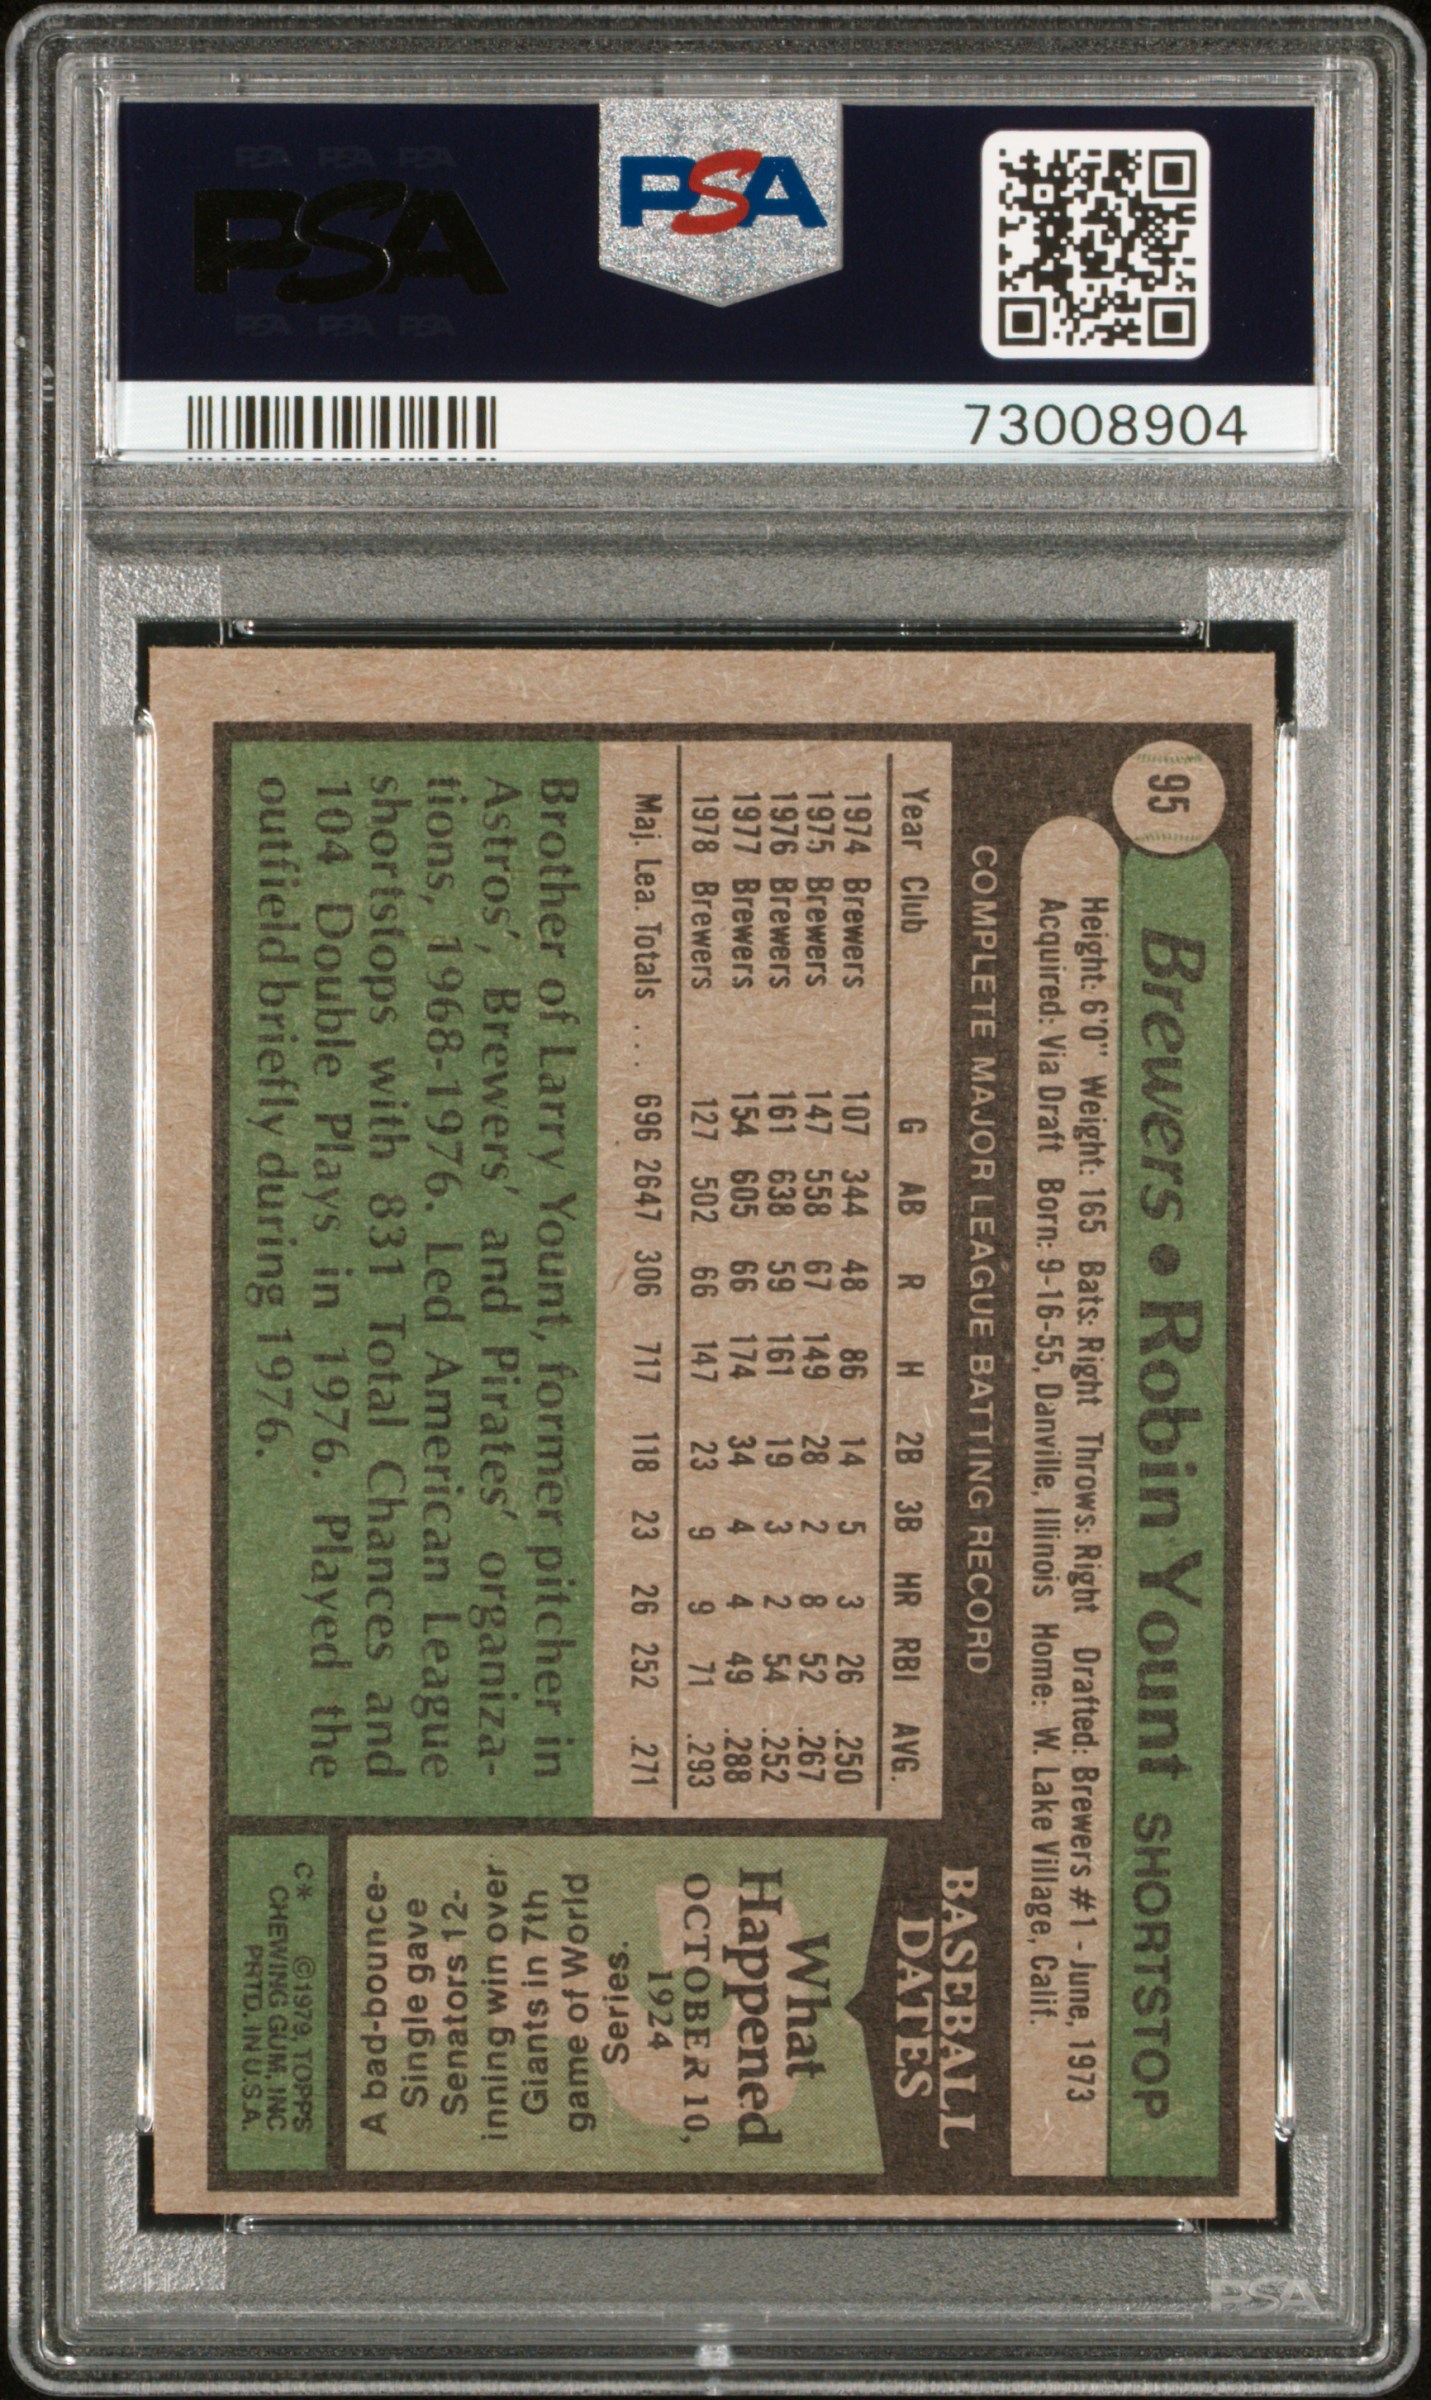 PSA PSA PSA
PSA
PSA PSA PSA
PSA
73008904
95
Brewers • Robin Yount SHORTSTOP
Height: 6'0" Weight: 165 Bats: Right Throws: Right Drafted: Brewers #1 - June, 1973
Acquired: Via Draft Born: 9-16-55, Danville, Illinois Home: W. Lake Village, Calif.
COMPLETE MAJOR LEAGUE BATTING RECORD
Year Club G AB R H 2B 3B HR RBI AVG.
1974 Brewers 107 344 48 86 14 5 3 26 .250
1975 Brewers 147 558 67 149 28 2 8 52 .267
1976 Brewers 161 638 59 161 19 3 2 54 .252
1977 Brewers 154 605 66 174 34 4 4 49 .288
1978 Brewers 127 502 66 147 23 9 9 71 .293
Maj. Lea. Totals ... 696 2647 306 717 118 23 26 252 .271
Brother of Larry Yount, former pitcher in
Astros', Brewers' and Pirates' organiza-
tions, 1968-1976. Led American League
shortstops with 831 Total Chances and
104 Double Plays in 1976. Played the
outfield briefly during 1976.
BASEBALL
DATES
What
Happened
OCTOBER 10,
1924
A bad-bounce-
Single gave
Senators 12-
inning win over
Giants in 7th
game of World
Series.
C* ©1979, TOPPS
CHEWING GUM, INC
PRTD. IN U.S.A.
PSA